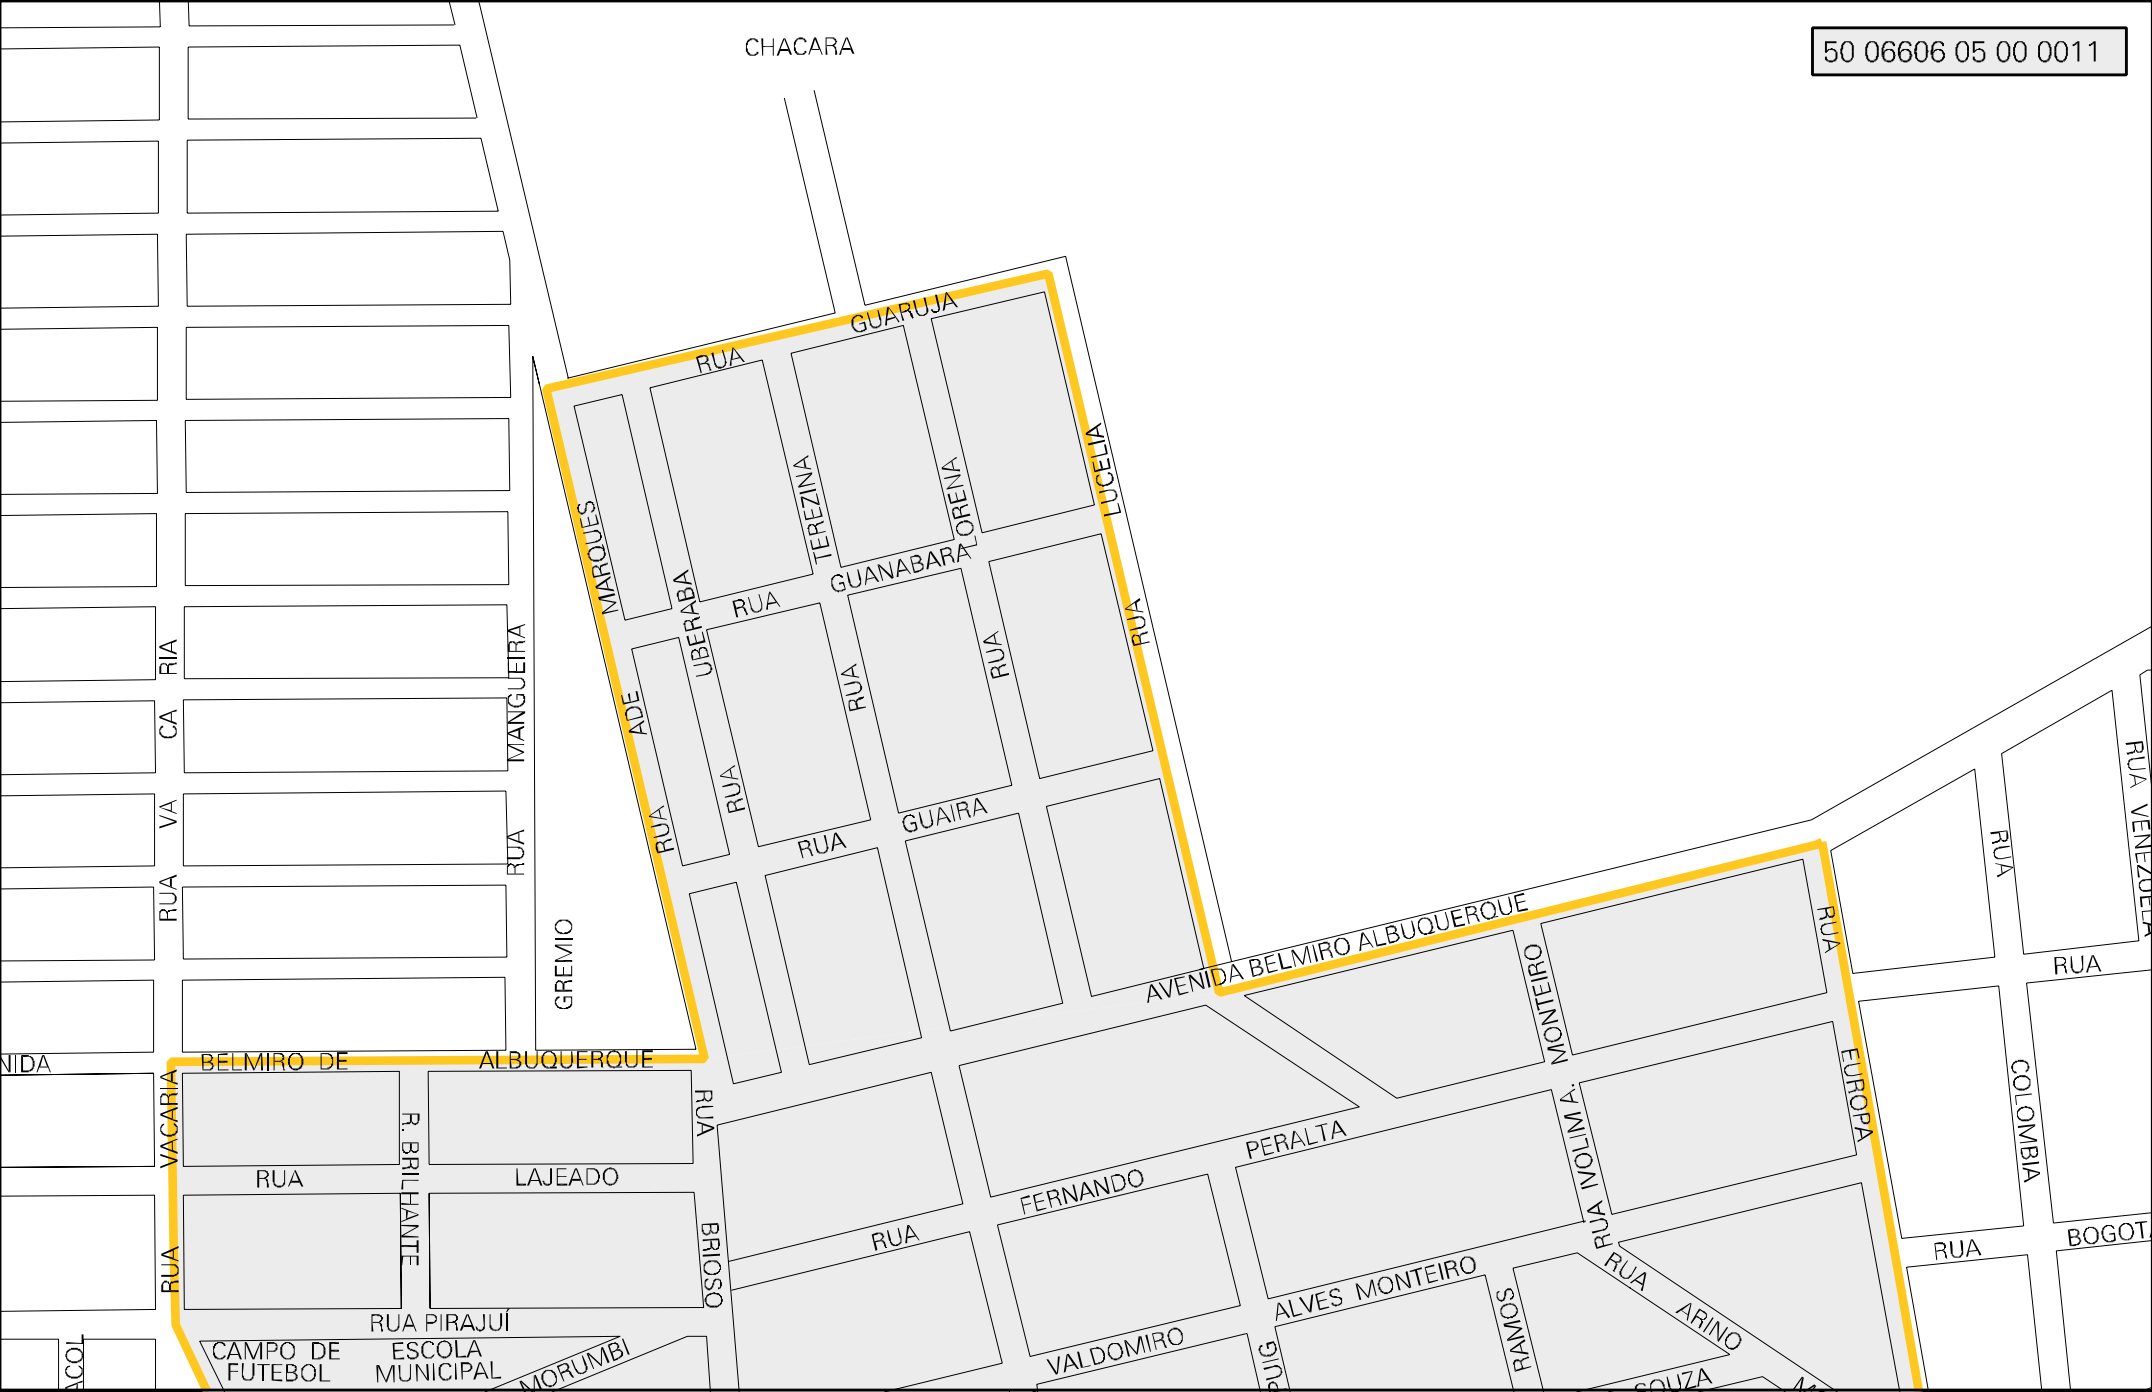 CHACARA
50 06606 05 00 0011
RUA GUARUJA
RUA LUCELIA
RUA TEREZINA
RUA LORENA
RUA ADE MARQUES
RUA UBERABA
RUA GUANABARA
RUA MANGUEIRA
RUA VA CA RIA
RUA GUAIRA
GREMIO
AVENIDA BELMIRO ALBUQUERQUE
RUA VENEZUELA
RUA COLOMBIA
RUA
RUA EUROPA
NIDA BELMIRO DE ALBUQUERQUE
RUA VACARIA
R. BRILHANTE
RUA BRIOSO
RUA LAJEADO
RUA IVOLIM A. MONTEIRO
RUA FERNANDO PERALTA
RUA BOGOT
RUA PIRAJUÍ
CAMPO DE
FUTEBOL
ESCOLA
MUNICIPAL
MORUMBI
VALDOMIRO ALVES MONTEIRO
PUIG
RAMOS
RUA ARINO
SOUZA
ACOL